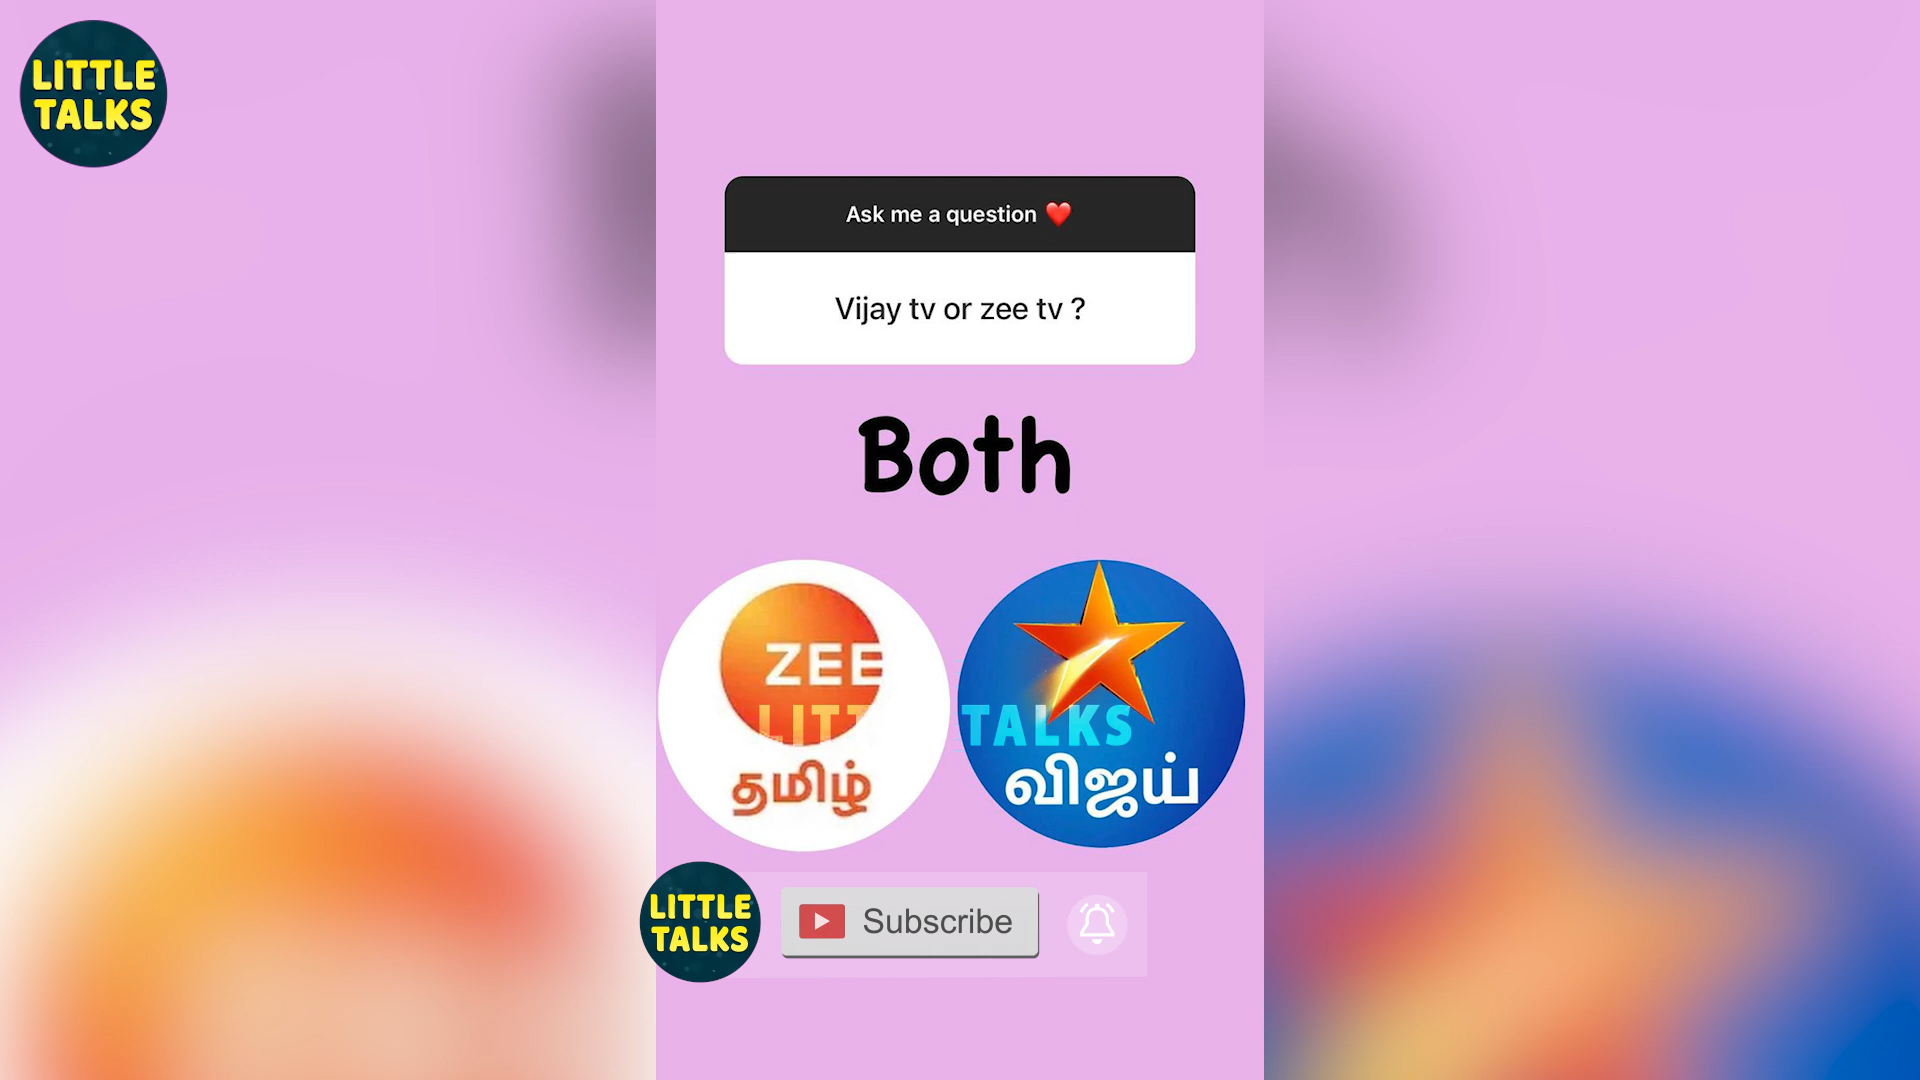 LITTLE
TALKS
Ask me a question ❤️
Vijay tv or zee tv ?
Both
ZEE
தமிழ்
TALKS
விஜய்
LITTLE
TALKS
Subscribe